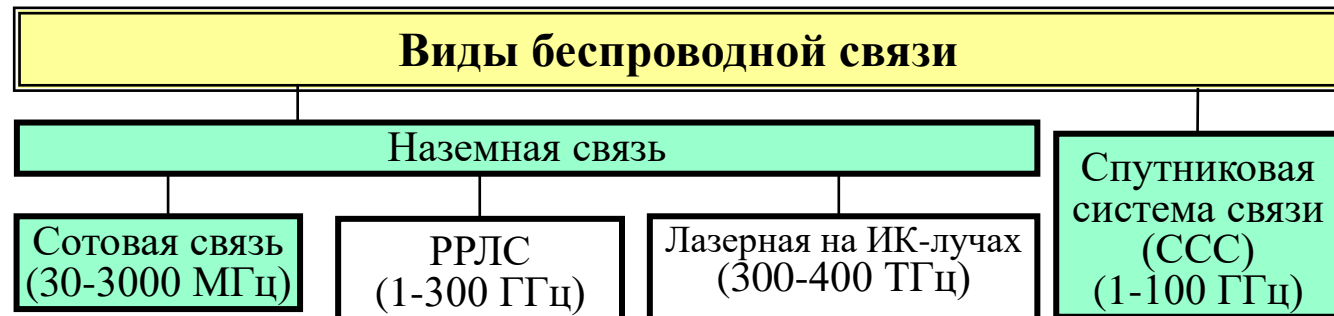 Виды беспроводной связи
Наземная связь
Сотовая связь
(30-3000 МГц)
РРЛС
(1-300 ГГц)
Лазерная на ИК-лучах
(300-400 ТГц)
Спутниковая
система связи
(ССС)
(1-100 ГГц)